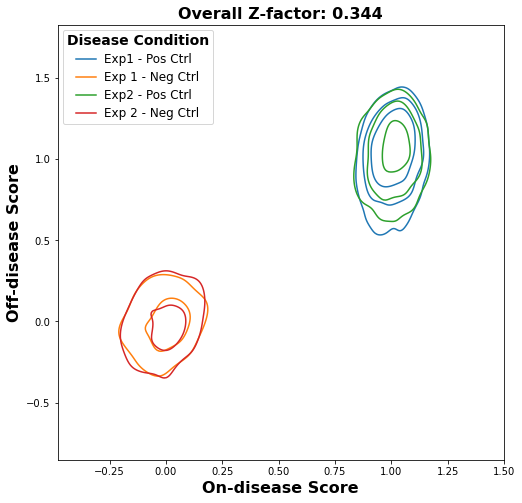 Overall Z-factor: 0.344
Disease Condition
Exp1 - Pos Ctrl
Exp 1 - Neg Ctrl
Exp2 - Pos Ctrl
Exp 2 - Neg Ctrl
Off-disease Score
1.5
1.0
0.5
0.0
−0.5
−0.25
0.00
0.25
0.50
0.75
1.00
1.25
1.50
On-disease Score